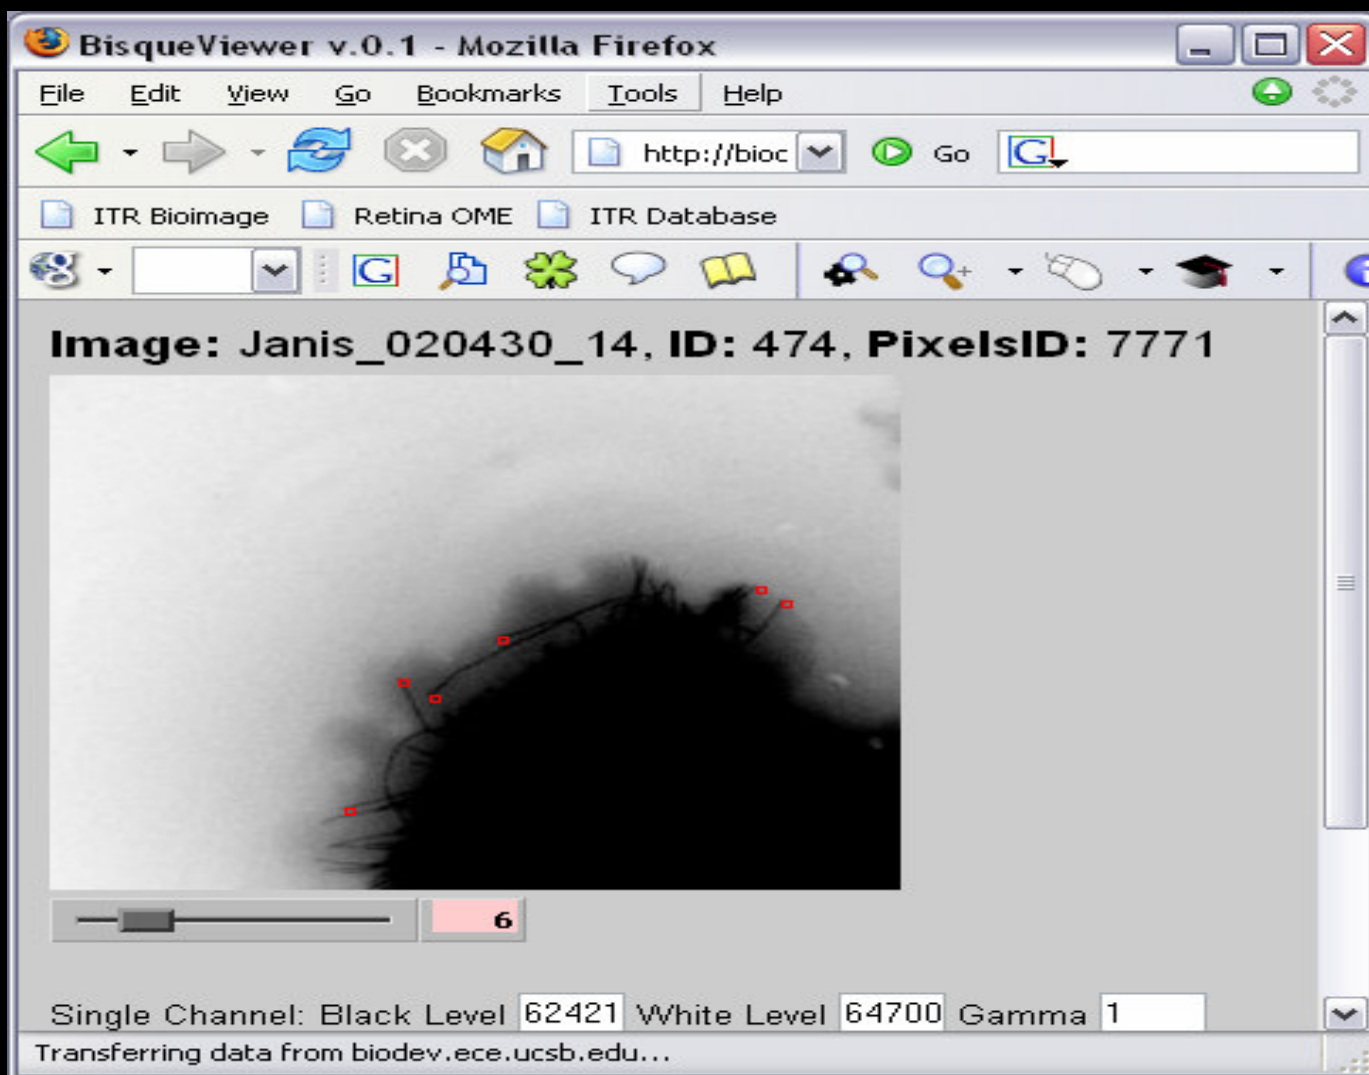 BisqueViewer v.0.1 - Mozilla Firefox
File Edit View Go Bookmarks Tools Help
http://bioc Go G
ITR Bioimage Retina OME ITR Database
G
Image: Janis_020430_14, ID: 474, PixelsID: 7771
6
Single Channel: Black Level 62421 White Level 64700 Gamma 1
Transferring data from biodev.ece.ucsb.edu...